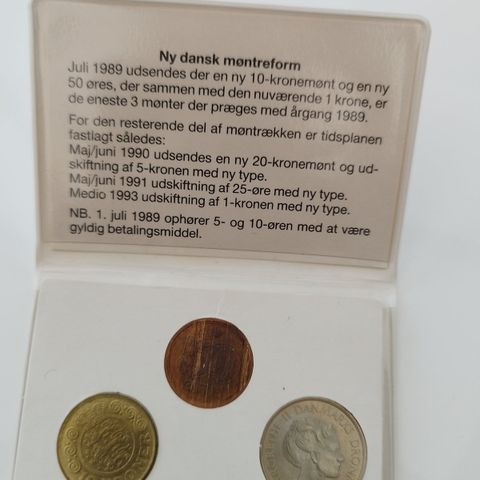 Ny dansk møntreform
Juli 1989 udsendes der en ny 10-kronemønt og en ny
50 øres, der sammen med den nuværende 1 krone, er
de eneste 3 mønter der præges med årgang 1989.
For den resterende del af møntrækken er tidsplanen
fastlagt således:
Maj/juni 1990 udsendes en ny 20-kronemønt og ud-
skiftning af 5-kronen med ny type.
Maj/juni 1991 udskiftning af 25-øre med ny type.
Medio 1993 udskiftning af 1-kronen med ny type.
NB. 1. juli 1989 ophører 5- og 10-øren med at være
gyldig betalingsmiddel.
II DANMARKS DRON